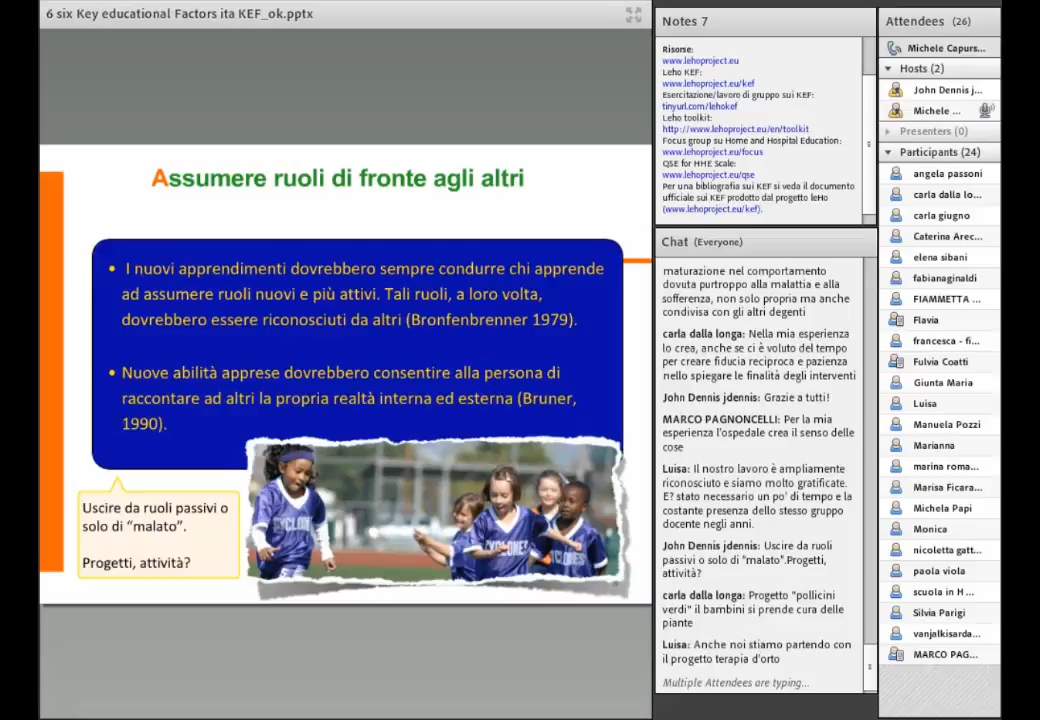 6 six Key educational Factors ita KEF_ok.pptx
Assumere ruoli di fronte agli altri
• I nuovi apprendimenti dovrebbero sempre condurre chi apprende
ad assumere ruoli nuovi e più attivi. Tali ruoli, a loro volta,
dovrebbero essere riconosciuti da altri (Bronfenbrenner 1979).
• Nuove abilità apprese dovrebbero consentire alla persona di
raccontare ad altri la propria realtà interna ed esterna (Bruner,
1990).
Uscire da ruoli passivi o
solo di “malato”.
Progetti, attività?
CYCLONES
Notes 7
Risorse:
www.lehoproject.eu
Leho KEF:
www.lehoproject.eu/kef
Esercitazione/lavoro di gruppo sui KEF:
tinyurl.com/lehokef
Leho toolkit:
http://www.lehoproject.eu/en/toolkit
Focus group su Home and Hospital Education:
www.lehoproject.eu/focus
QSE for HHE Scale:
www.lehoproject.eu/qse
Per una bibliografia sui KEF si veda il documento
ufficiale sui KEF prodotto dal progetto leHo
(www.lehoproject.eu/kef).
Chat (Everyone)
maturazione nel comportamento
dovuta purtroppo alla malattia e alla
sofferenza, non solo propria ma anche
condivisa con gli altri degenti
carla dalla longa: Nella mia esperienza
lo crea, anche se ci è voluto del tempo
per creare fiducia reciproca e pazienza
nello spiegare le finalità degli interventi
John Dennis jdennis: Grazie a tutti!
MARCO PAGNONCELLI: Per la mia
esperienza l'ospedale crea il senso delle
cose
Luisa: Il nostro lavoro è ampliamente
riconosciuto e siamo molto gratificate.
E? stato necessario un po' di tempo e la
costante presenza dello stesso gruppo
docente negli anni.
John Dennis jdennis: Uscire da ruoli
passivi o solo di "malato".Progetti,
attività?
carla dalla longa: Progetto "pollicini
verdi" il bambini si prende cura delle
piante
Luisa: Anche noi stiamo partendo con
il progetto terapia d'orto
Multiple Attendees are typing...
Attendees (26)
Michele Capurs...
Hosts (2)
John Dennis j...
Michele ...
Presenters (0)
Participants (24)
angela passoni
carla dalla lo...
carla giugno
Caterina Arec...
elena sibani
fabianaginaldi
FIAMMETTA ...
Flavia
francesca - fi...
Fulvia Coatti
Giunta Maria
Luisa
Manuela Pozzi
Marianna
marina roma...
Marisa Ficara...
Michela Papi
Monica
nicoletta gatt...
paola viola
scuola in H ...
Silvia Parigi
vanjalkisarda...
MARCO PAG...